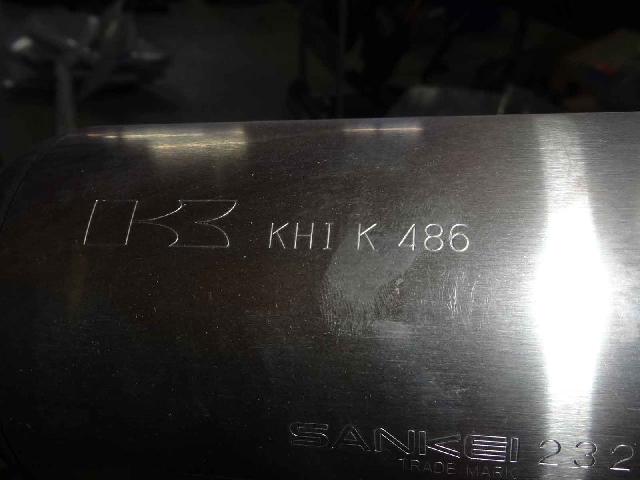 KHI K 486
SANKEI 232
TRADE MARK